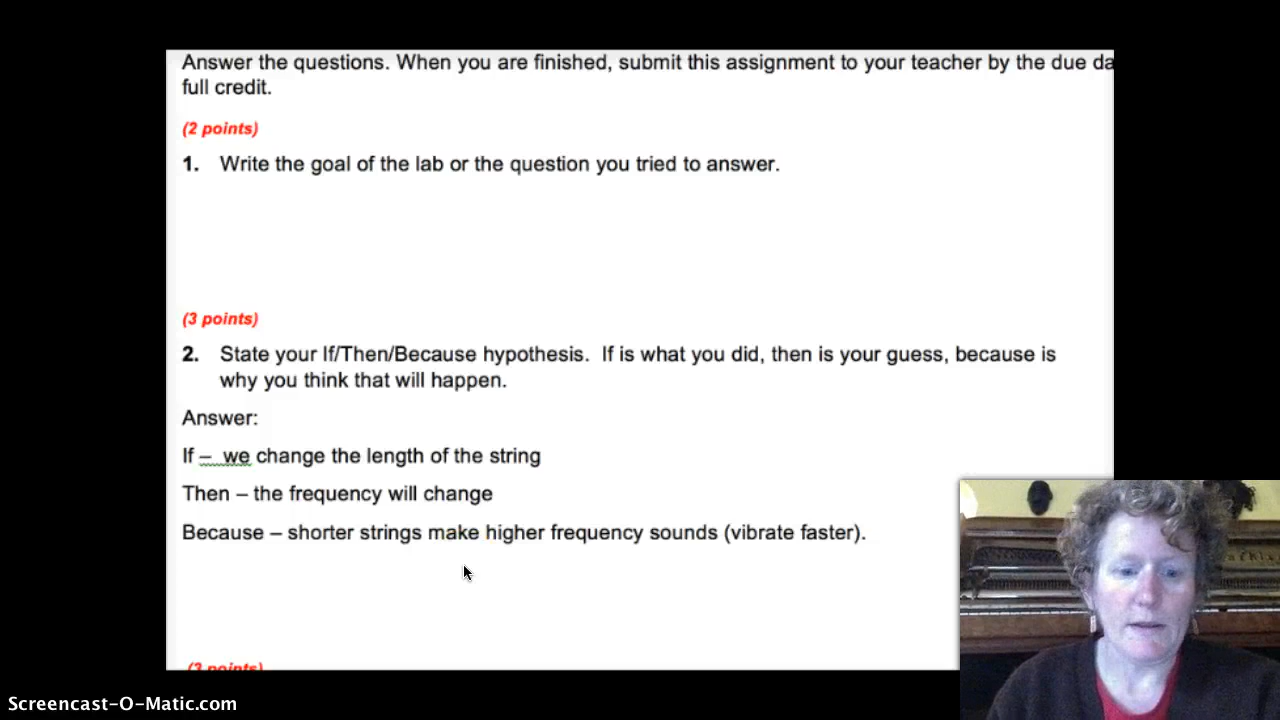 Answer the questions. When you are finished, submit this assignment to your teacher by the due da
full credit.
(2 points)
1. Write the goal of the lab or the question you tried to answer.
(3 points)
2. State your If/Then/Because hypothesis. If is what you did, then is your guess, because is
why you think that will happen.
Answer:
If – we change the length of the string
Then – the frequency will change
Because – shorter strings make higher frequency sounds (vibrate faster).
(3 points)
Screencast-O-Matic.com